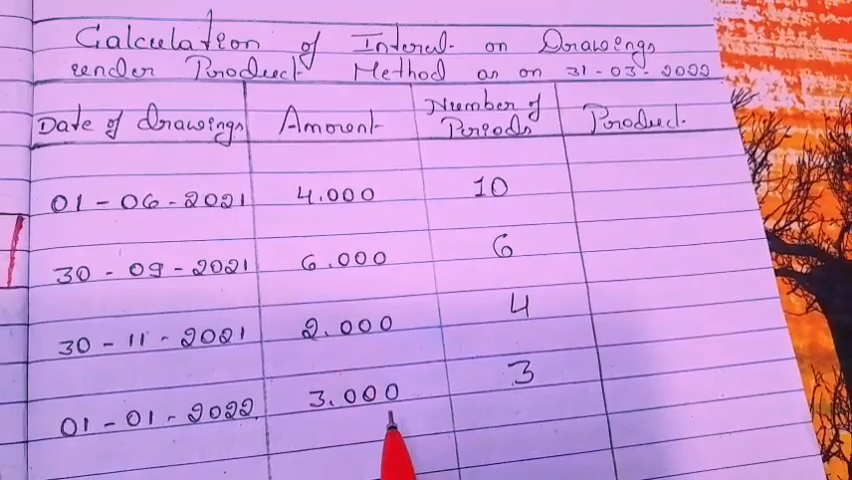 Calculation of Interest on Drawings
under Product Method as on 31-03-2022
Date of drawings Amount Number of Periods Product
01-06-2021 4.000 10
30-09-2021 6.000 6
30-11-2021 2.000 4
01-01-2022 3.000 3